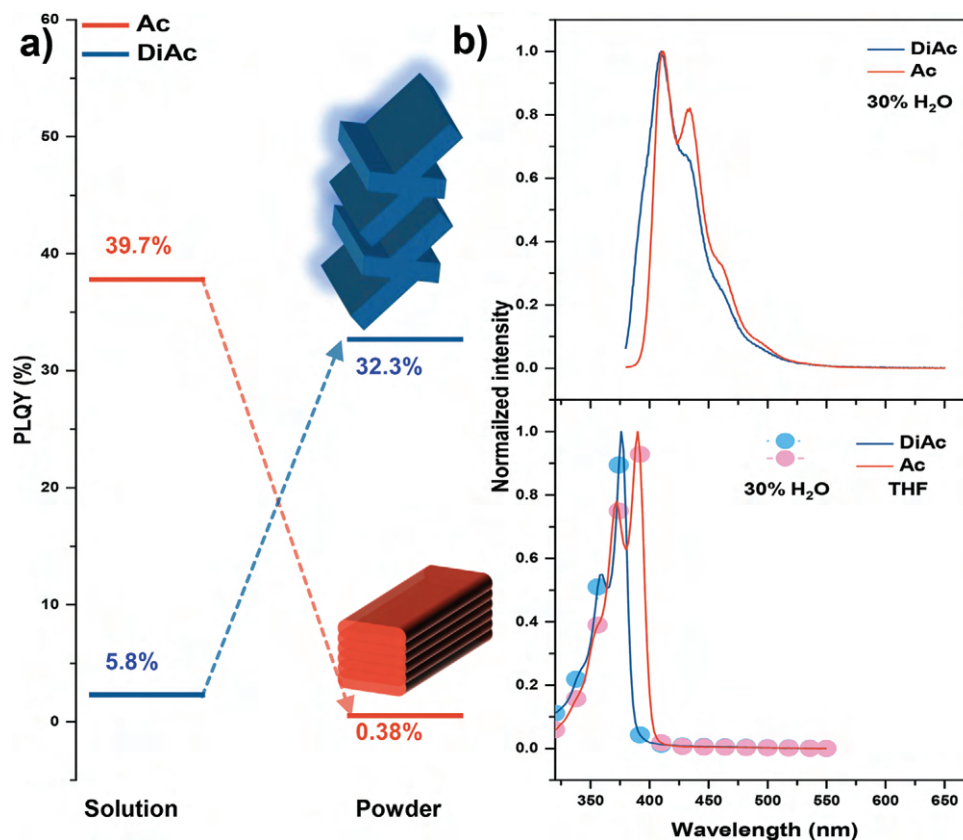 a)
Ac
DiAc
60
50
40
30
20
10
0
PLQY (%)
39.7%
5.8%
32.3%
0.38%
Solution
Powder
b)
DiAc
Ac
30% H₂O
1.0
0.8
0.6
0.4
0.2
0.0
Normailzed intensity
DiAc
Ac
30% H₂O
THF
1.0
0.8
0.6
0.4
0.2
0.0
350 400 450 500 550 600 650
Wavelength (nm)